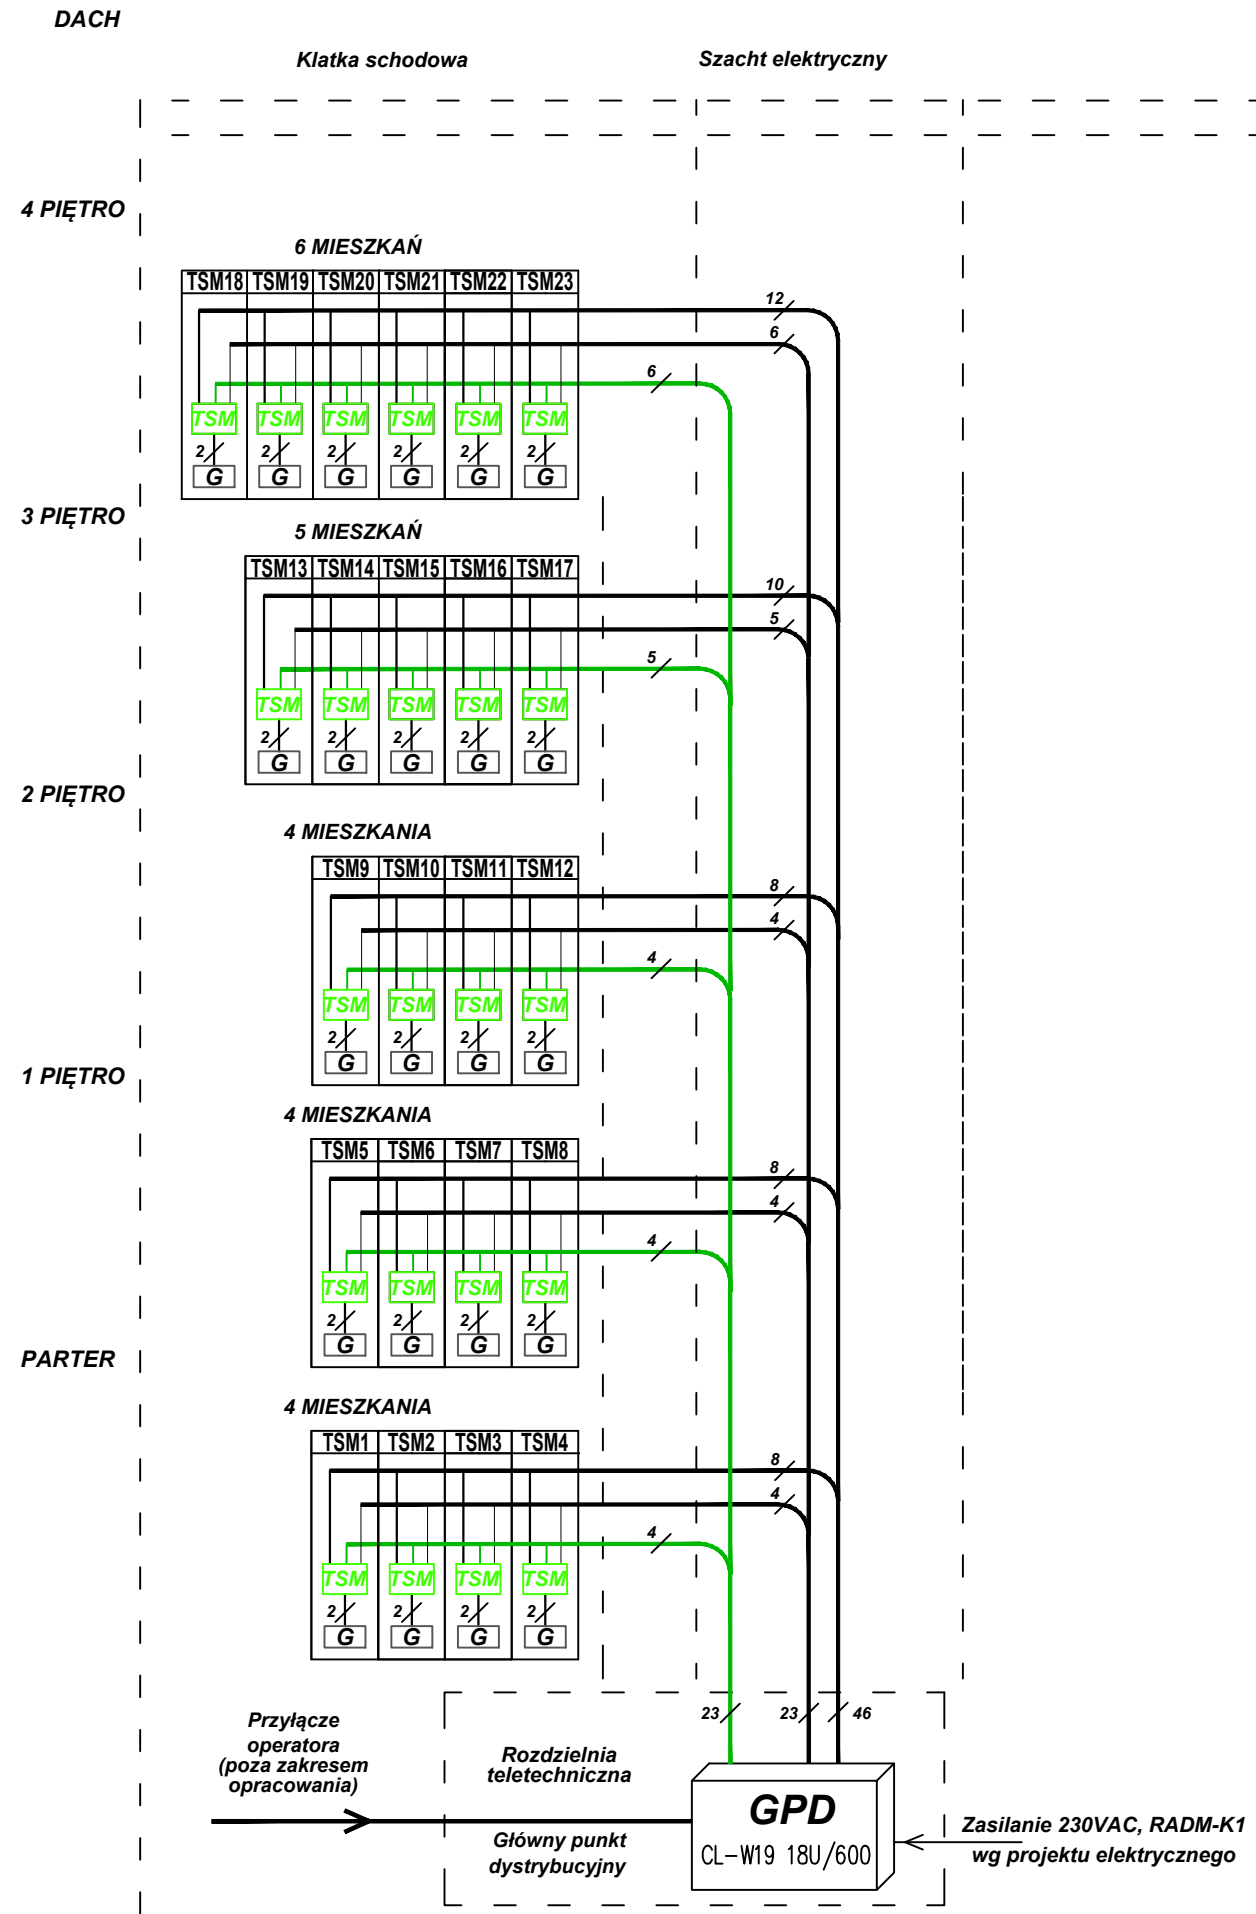 DACH
Klatka schodowa
Szacht elektryczny
4 PIĘTRO
6 MIESZKAŃ
TSM18 TSM19 TSM20 TSM21 TSM22 TSM23
12
6
6
TSM TSM TSM TSM TSM TSM
2 2 2 2 2 2
G G G G G G
3 PIĘTRO
5 MIESZKAŃ
TSM13 TSM14 TSM15 TSM16 TSM17
10
5
5
TSM TSM TSM TSM TSM
2 2 2 2 2
G G G G G
2 PIĘTRO
4 MIESZKANIA
TSM9 TSM10 TSM11 TSM12
8
4
4
TSM TSM TSM TSM
2 2 2 2
G G G G
1 PIĘTRO
4 MIESZKANIA
TSM5 TSM6 TSM7 TSM8
8
4
4
TSM TSM TSM TSM
2 2 2 2
G G G G
PARTER
4 MIESZKANIA
TSM1 TSM2 TSM3 TSM4
8
4
4
TSM TSM TSM TSM
2 2 2 2
G G G G
23 23 46
Przyłącze
operatora
(poza zakresem
opracowania)
Rozdzielnia
teletechniczna
GPD
CL-W19 18U/600
Główny punkt
dystrybucyjny
Zasilanie 230VAC, RADM-K1
wg projektu elektrycznego